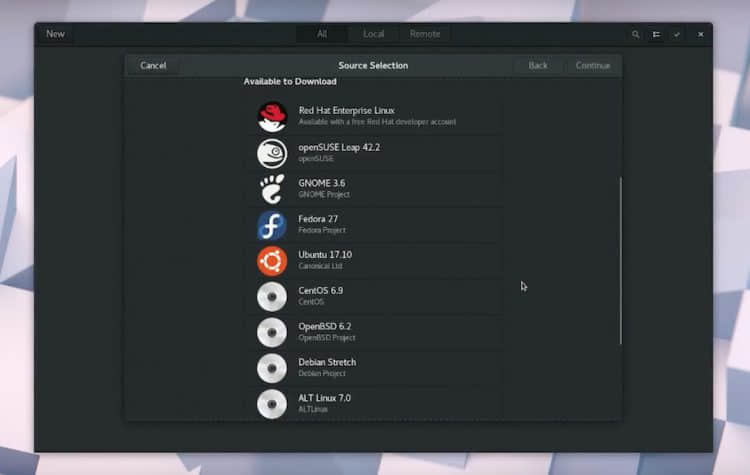 New
All
Local
Remote
Cancel
Source Selection
Back
Continue
Available to Download
Red Hat Enterprise Linux
Available with a free Red Hat developer account
openSUSE Leap 42.2
openSUSE
GNOME 3.6
GNOME Project
Fedora 27
Fedora Project
Ubuntu 17.10
Canonical Ltd
CentOS 6.9
CentOS
OpenBSD 6.2
OpenBSD Project
Debian Stretch
Debian Project
ALT Linux 7.0
ALTLinux